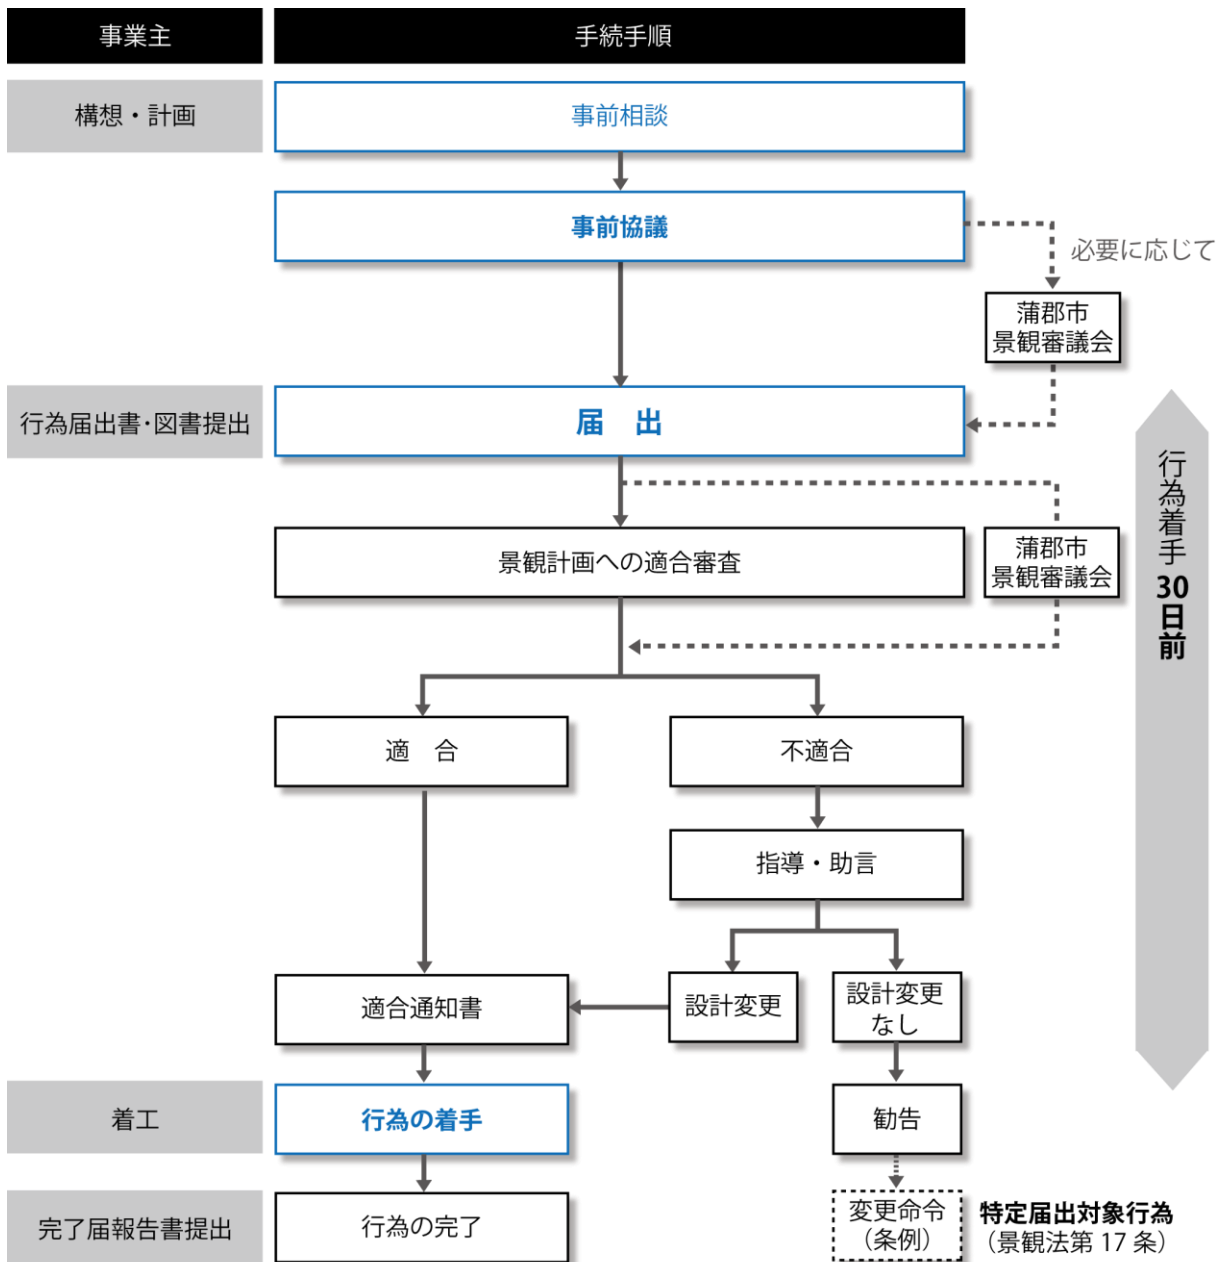 事業主
手続手順
構想・計画
事前相談
事前協議
必要に応じて
蒲郡市
景観審議会
行為届出書・図書提出
届　出
景観計画への適合審査
蒲郡市
景観審議会
行為着手30日前
適　合
不適合
指導・助言
適合通知書
設計変更
設計変更
なし
着工
行為の着手
勧告
完了届報告書提出
行為の完了
変更命令
（条例）
特定届出対象行為
（景観法第 17 条）